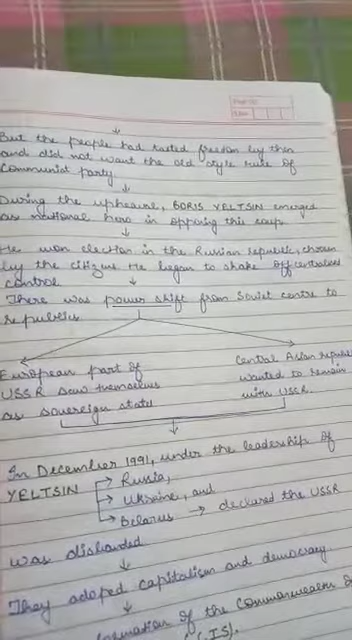 But the people had tasted freedom by then
and did not want the old style rule of
Communist party
During the upheavel, BORIS YELTSIN emerged
as national hero in opposing this coup
He won election in the Russian republic, chosen
by the citizens He began to shake off centralised
control
There was power shift from Soviet centre to
republics
European part of
USSR saw themselves
as sovereign states
Central Asian republi
wanted to remain
with USSR.
In December 1991, under the leadership of
YELTSIN → Russia,
→ Ukraine, and
→ Belarus → declared the USSR
was disbanded
They adoped capitalism and democracy
of the Commonwealth